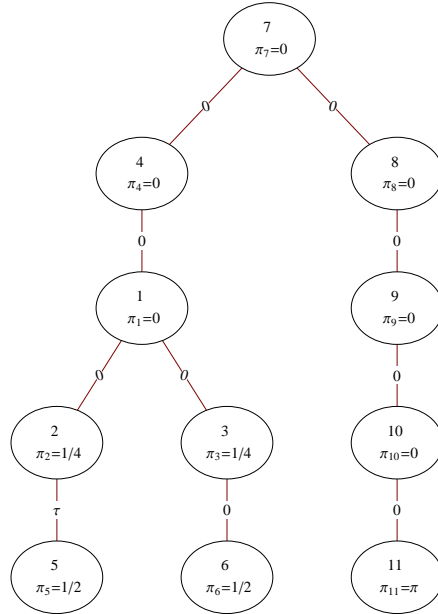 7
π₇=0
0 0
4 8
π₄=0 π₈=0
0 0
1 9
π₁=0 π₉=0
0 0 0
2 3 10
π₂=1/4 π₃=1/4 π₁₀=0
τ 0 0
5 6 11
π₅=1/2 π₆=1/2 π₁₁=π